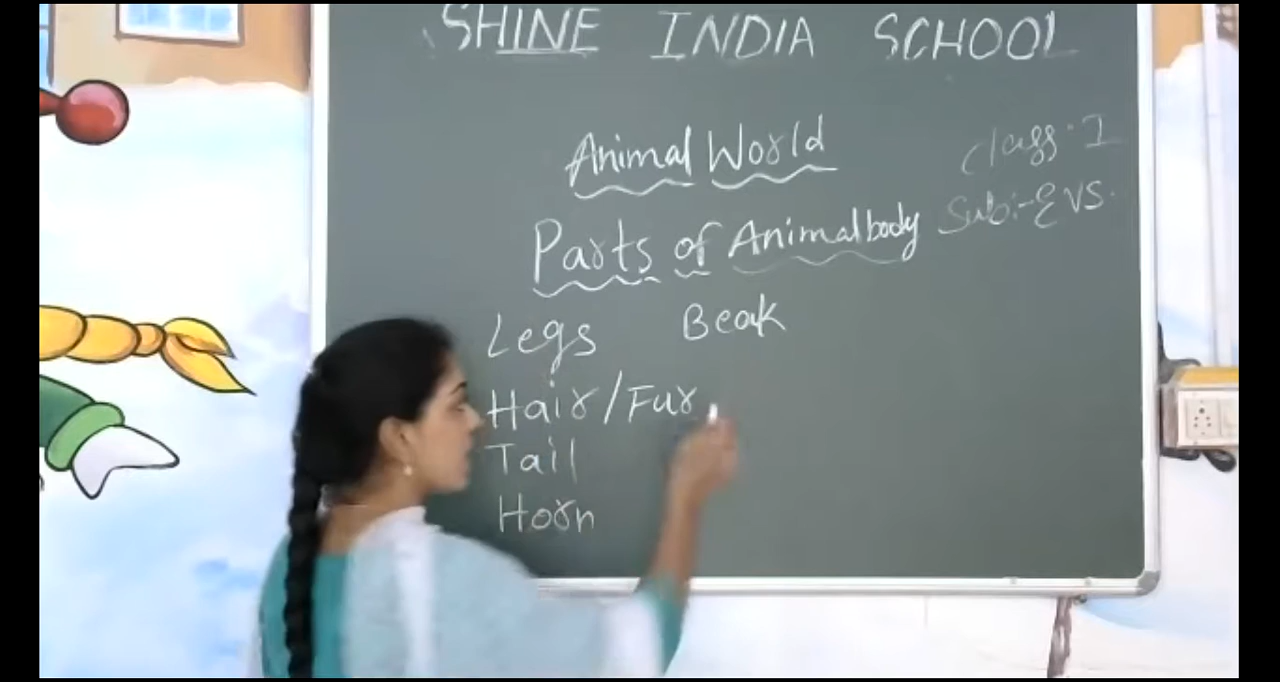 SHINE INDIA SCHOOL
Animal World
Class:I
Sub:-EVS.
Parts of Animal body
Legs Beak
Hair/Fur
Tail
Horn